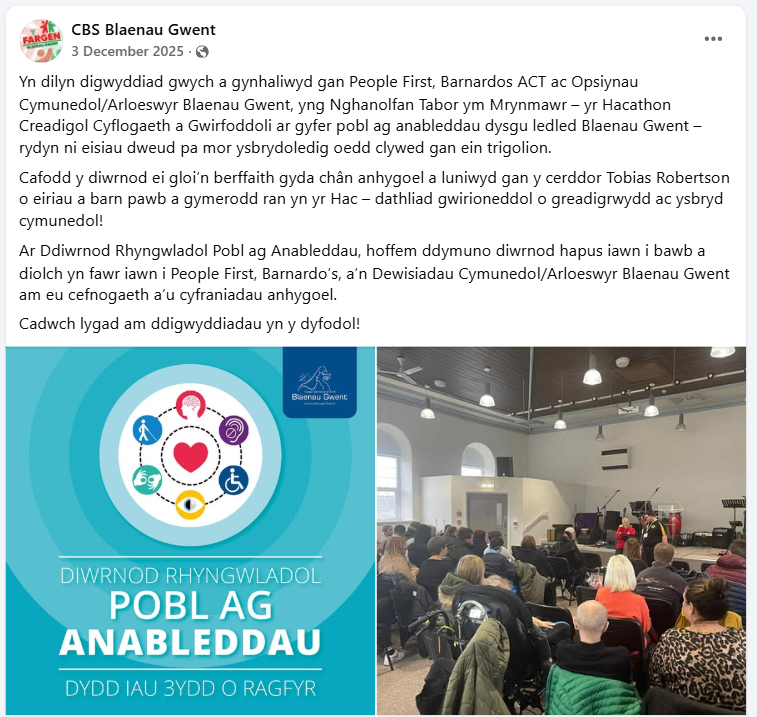 CBS Blaenau Gwent
3 December 2025 ·
FARGEN
BLAENAU GWENT
Yn dilyn digwyddiad gwych a gynhaliwyd gan People First, Barnardos ACT ac Opsiynau
Cymunedol/Arloeswyr Blaenau Gwent, yng Nghanolfan Tabor ym Mrynmawr – yr Hacathon
Creadigol Cyflogaeth a Gwirfoddoli ar gyfer pobl ag anableddau dysgu ledled Blaenau Gwent –
rydyn ni eisiau dweud pa mor ysbrydoledig oedd clywed gan ein trigolion.
Cafodd y diwrnod ei gloi’n berffaith gyda chân anhygoel a luniwyd gan y cerddor Tobias Robertson
o eiriau a barn pawb a gymerodd ran yn yr Hac – dathliad gwirioneddol o greadigrwydd ac ysbryd
cymunedol!
Ar Ddiwrnod Rhyngwladol Pobl ag Anableddau, hoffem ddymuno diwrnod hapus iawn i bawb a
diolch yn fawr iawn i People First, Barnardo’s, a’n Dewisiadau Cymunedol/Arloeswyr Blaenau Gwent
am eu cefnogaeth a’u cyfraniadau anhygoel.
Cadwch lygad am ddigwyddiadau yn y dyfodol!
Blaenau Gwent
DIWRNOD RHYNGWLADOL
POBL AG
ANABLEDDAU
DYDD IAU 3YDD O RAGFYR